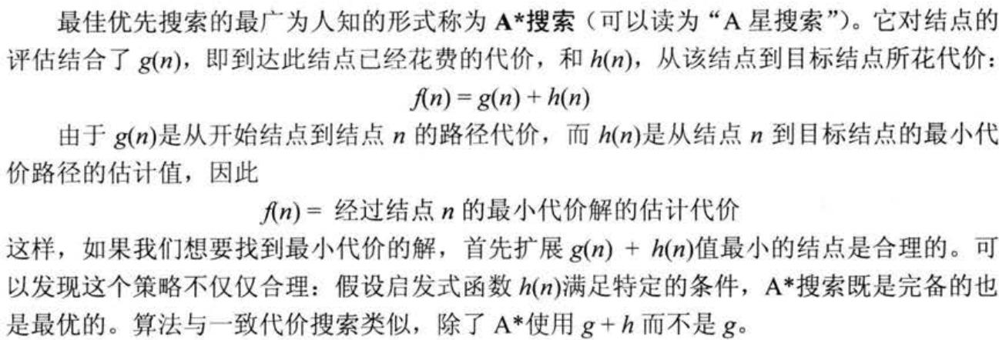 最佳优先搜索的最广为人知的形式称为 A*搜索（可以读为“A 星搜索”）。它对结点的
评估结合了 g(n)，即到达此结点已经花费的代价，和 h(n)，从该结点到目标结点所花代价：
f(n) = g(n) + h(n)
由于 g(n)是从开始结点到结点 n 的路径代价，而 h(n)是从结点 n 到目标结点的最小代
价路径的估计值，因此
f(n) = 经过结点 n 的最小代价解的估计代价
这样，如果我们想要找到最小代价的解，首先扩展 g(n) + h(n)值最小的结点是合理的。可
以发现这个策略不仅仅合理：假设启发式函数 h(n)满足特定的条件，A*搜索既是完备的也
是最优的。算法与一致代价搜索类似，除了 A*使用 g + h 而不是 g。